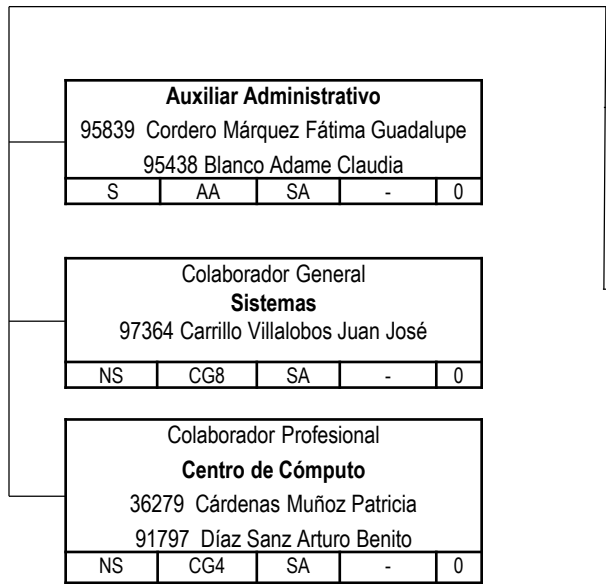 Auxiliar Administrativo
95839 Cordero Márquez Fátima Guadalupe
95438 Blanco Adame Claudia
S AA SA - 0
Colaborador General
Sistemas
97364 Carrillo Villalobos Juan José
NS CG8 SA - 0
Colaborador Profesional
Centro de Cómputo
36279 Cárdenas Muñoz Patricia
91797 Díaz Sanz Arturo Benito
NS CG4 SA - 0